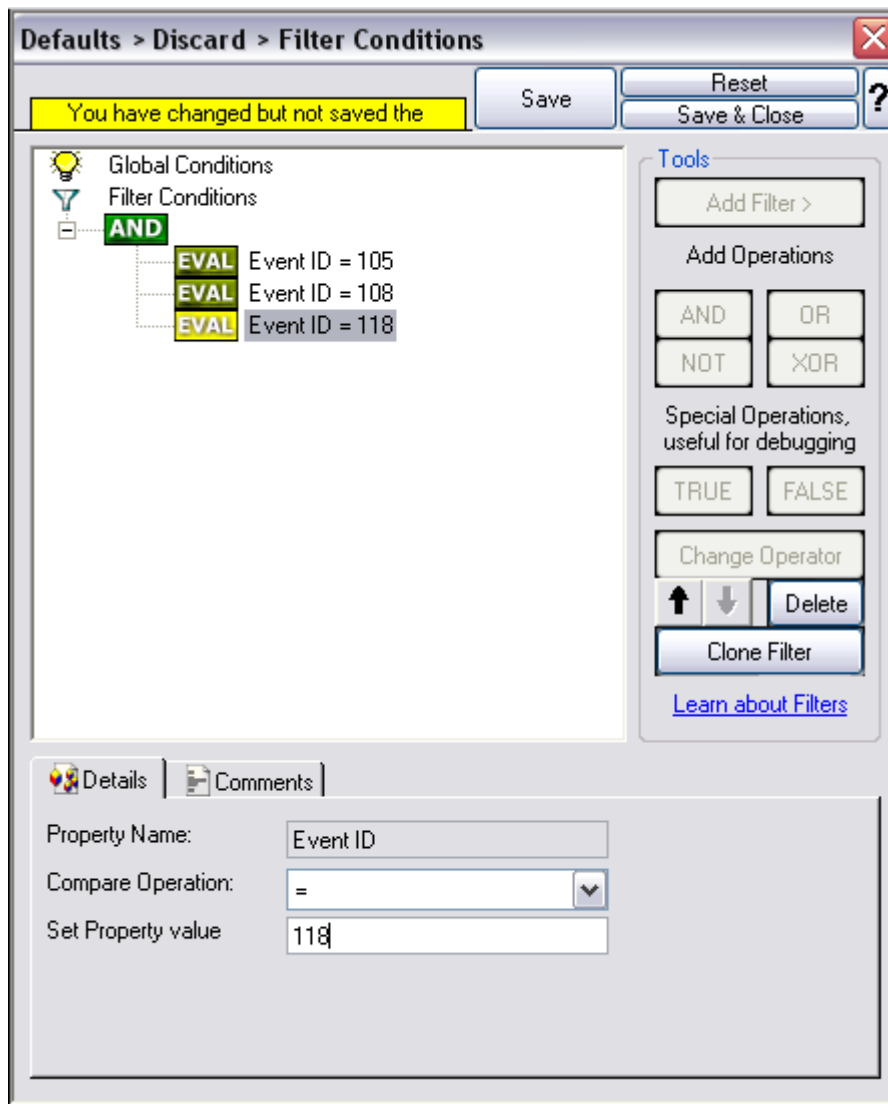 Defaults > Discard > Filter Conditions
You have changed but not saved the
Save
Reset
Save & Close
?
Global Conditions
Filter Conditions
AND
EVAL Event ID = 105
EVAL Event ID = 108
EVAL Event ID = 118
Tools
Add Filter >
Add Operations
AND OR
NOT XOR
Special Operations,
useful for debugging
TRUE FALSE
Change Operator
Delete
Clone Filter
Learn about Filters
Details Comments
Property Name: Event ID
Compare Operation: =
Set Property value 118